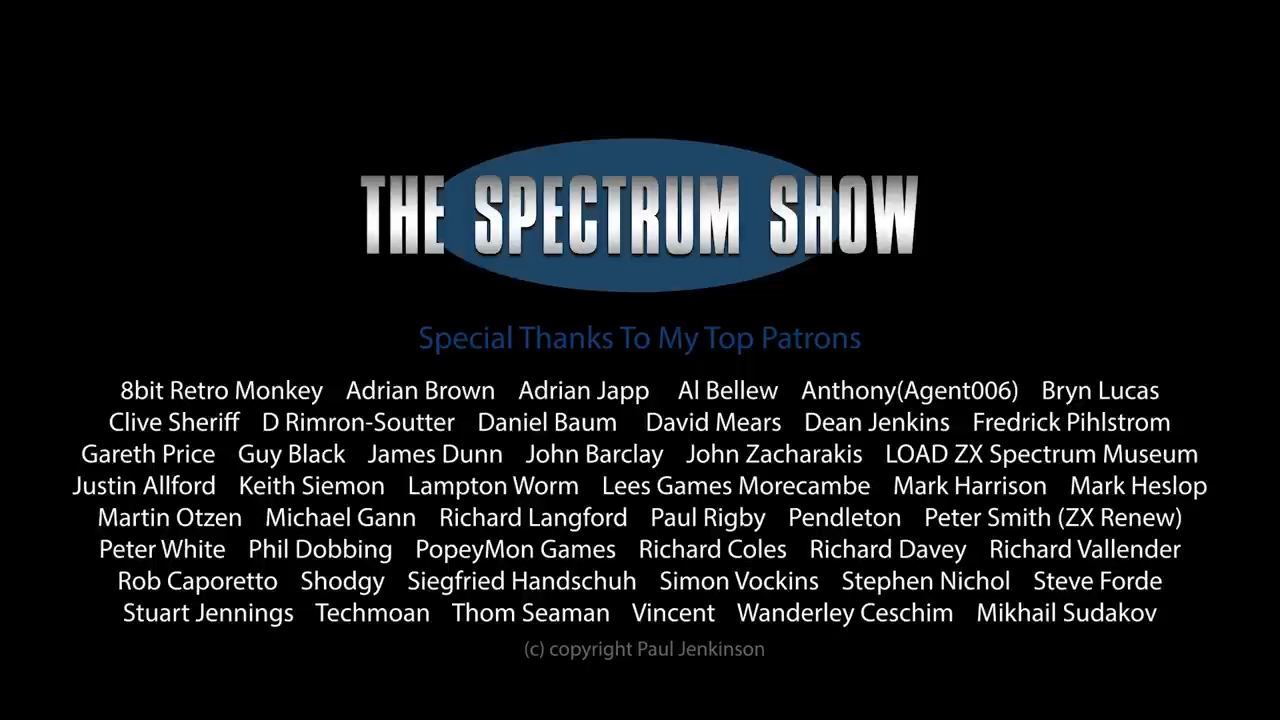 THE SPECTRUM SHOW
Special Thanks To My Top Patrons
8bit Retro Monkey Adrian Brown Adrian Japp Al Bellew Anthony(Agent006) Bryn Lucas
Clive Sheriff D Rimron-Soutter Daniel Baum David Mears Dean Jenkins Fredrick Pihlstrom
Gareth Price Guy Black James Dunn John Barclay John Zacharakis LOAD ZX Spectrum Museum
Justin Allford Keith Siemon Lampton Worm Lees Games Morecambe Mark Harrison Mark Heslop
Martin Otzen Michael Gann Richard Langford Paul Rigby Pendleton Peter Smith (ZX Renew)
Peter White Phil Dobbing PopeyMon Games Richard Coles Richard Davey Richard Vallender
Rob Caporetto Shodgy Siegfried Handschuh Simon Vockins Stephen Nichol Steve Forde
Stuart Jennings Techmoan Thom Seaman Vincent Wanderley Ceschim Mikhail Sudakov
(c) copyright Paul Jenkinson